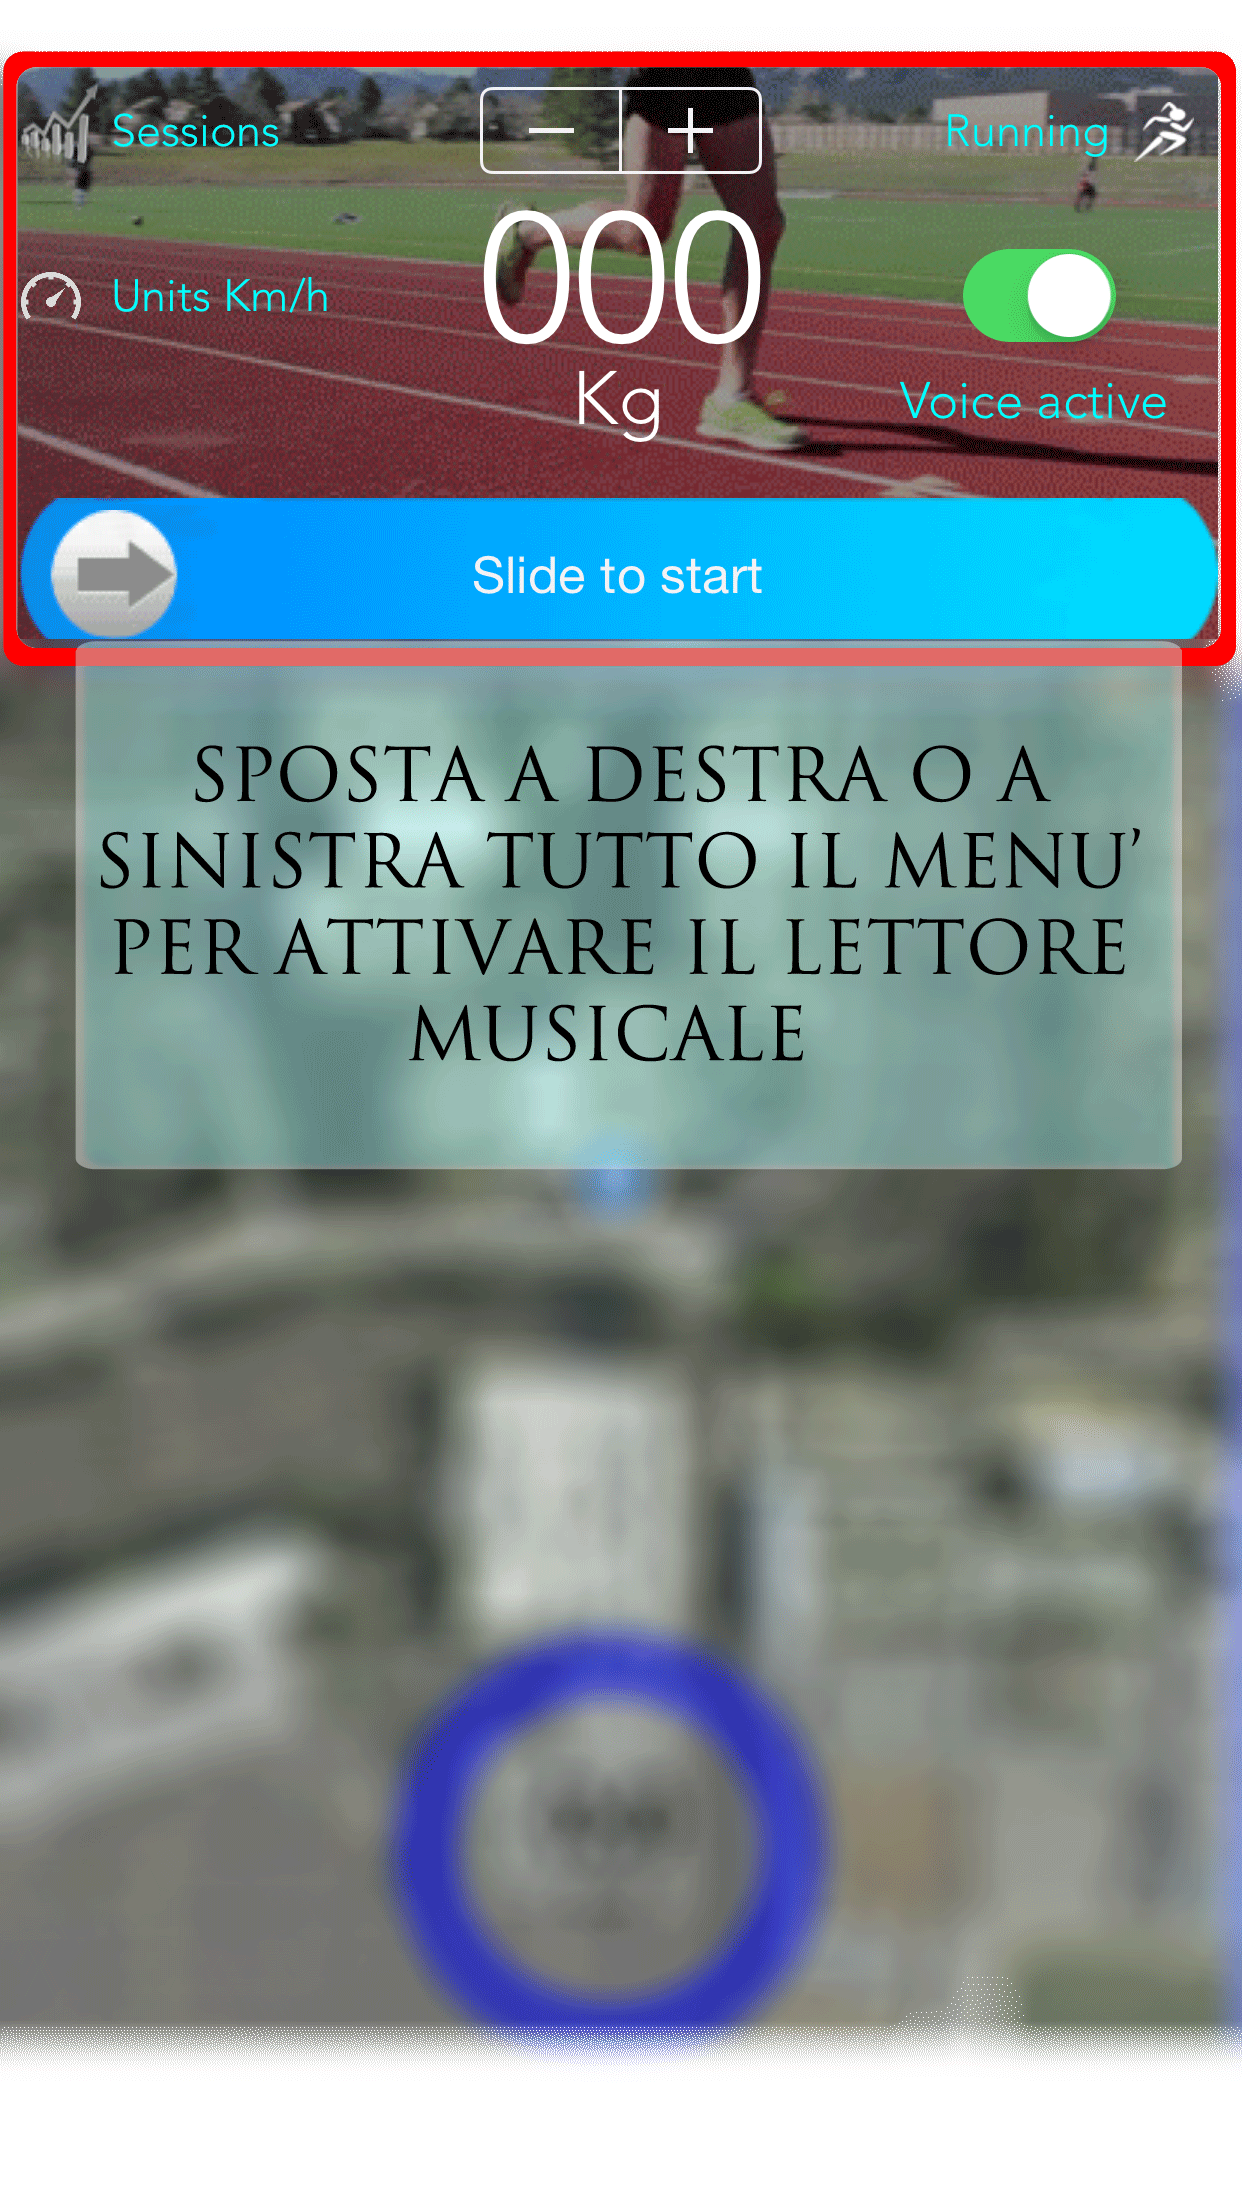 Sessions
Running
000
Units Km/h
Kg
Voice active
Slide to start
SPOSTA A DESTRA O A
SINISTRA TUTTO IL MENU’
PER ATTIVARE IL LETTORE
MUSICALE